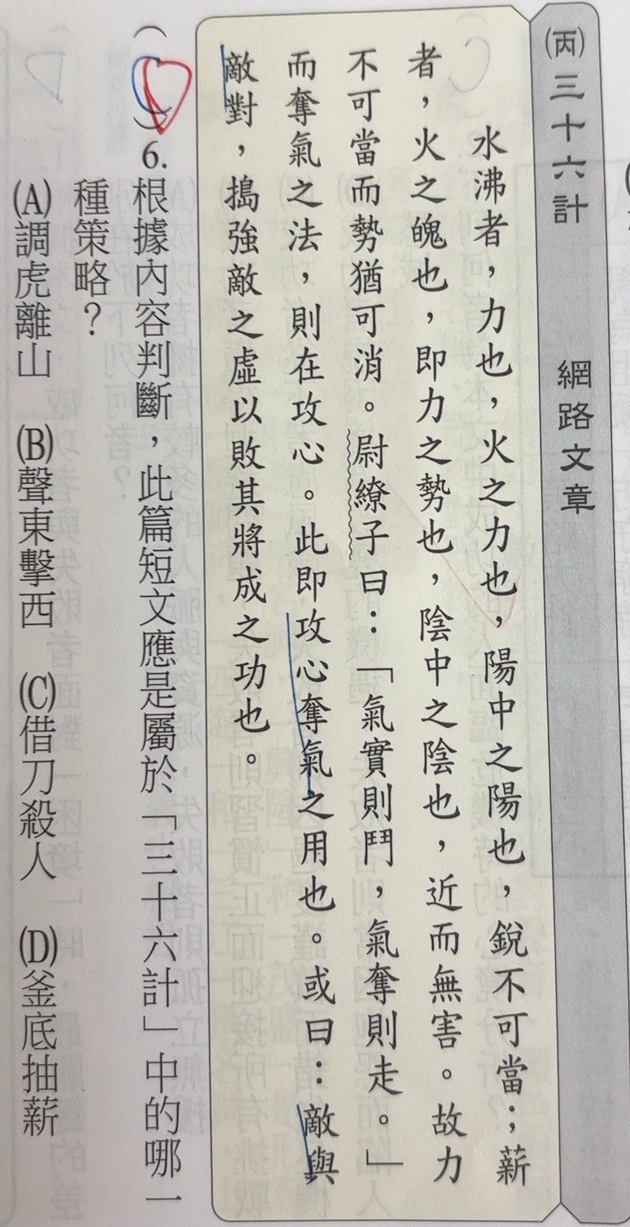 (丙)三十六計　網路文章
水沸者，力也，火之力也，陽中之陽也，銳不可當；薪
者，火之魄也，即力之勢也，陰中之陰也，近而無害。故力
不可當而勢猶可消。尉繚子曰：「氣實則鬥，氣奪則走。」
而奪氣之法，則在攻心。此即攻心奪氣之用也。或曰：敵與
敵對，搗強敵之虛以敗其將成之功也。
(　)6.根據內容判斷，此篇短文應是屬於「三十六計」中的哪一
種策略？
(A)調虎離山　(B)聲東擊西　(C)借刀殺人　(D)釜底抽薪